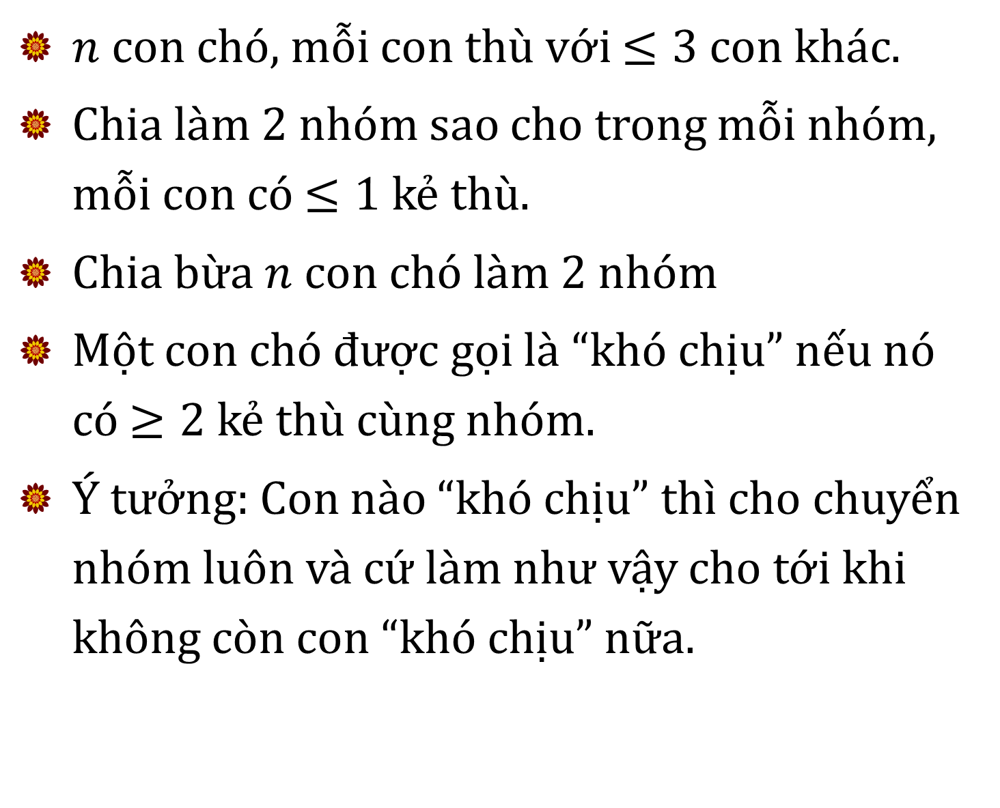 n con chó, mỗi con thù với ≤ 3 con khác.
Chia làm 2 nhóm sao cho trong mỗi nhóm,
mỗi con có ≤ 1 kẻ thù.
Chia bừa n con chó làm 2 nhóm
Một con chó được gọi là “khó chịu” nếu nó
có ≥ 2 kẻ thù cùng nhóm.
Ý tưởng: Con nào “khó chịu” thì cho chuyển
nhóm luôn và cứ làm như vậy cho tới khi
không còn con “khó chịu” nữa.